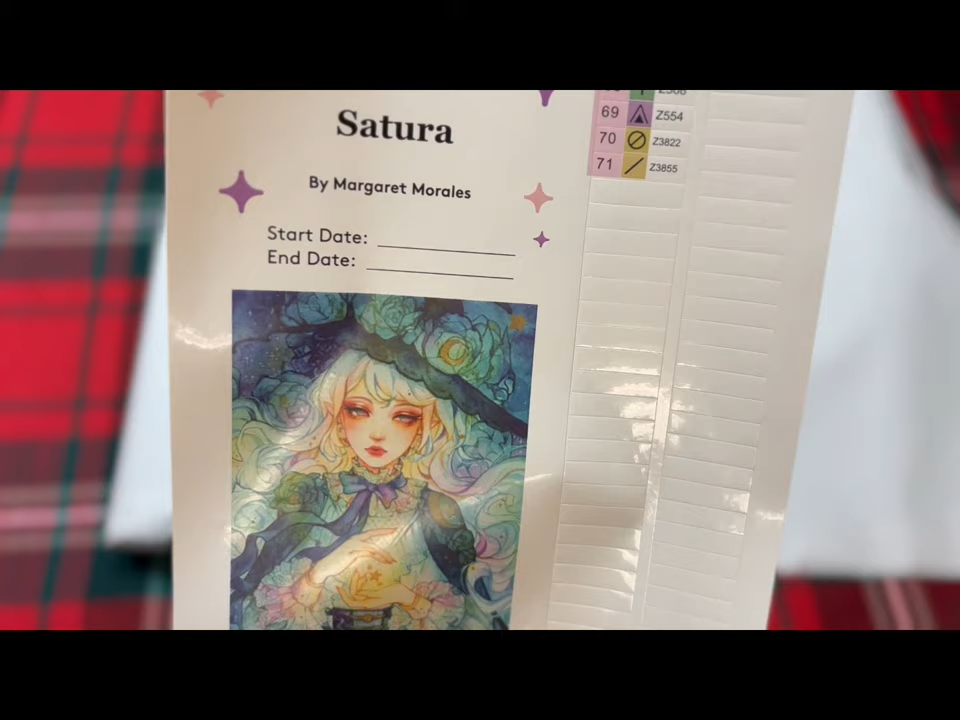 Satura
By Margaret Morales
Start Date:
End Date:
69 Z554
70 Z3822
71 Z3855